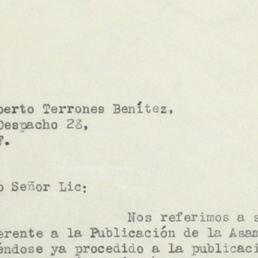 berto Terrones Benítez,
Despacho 28,
F.
o Señor Lic:
Nos referimos a s
erente a la Publicación de la Asam
éndose ya procedido a la publicaci